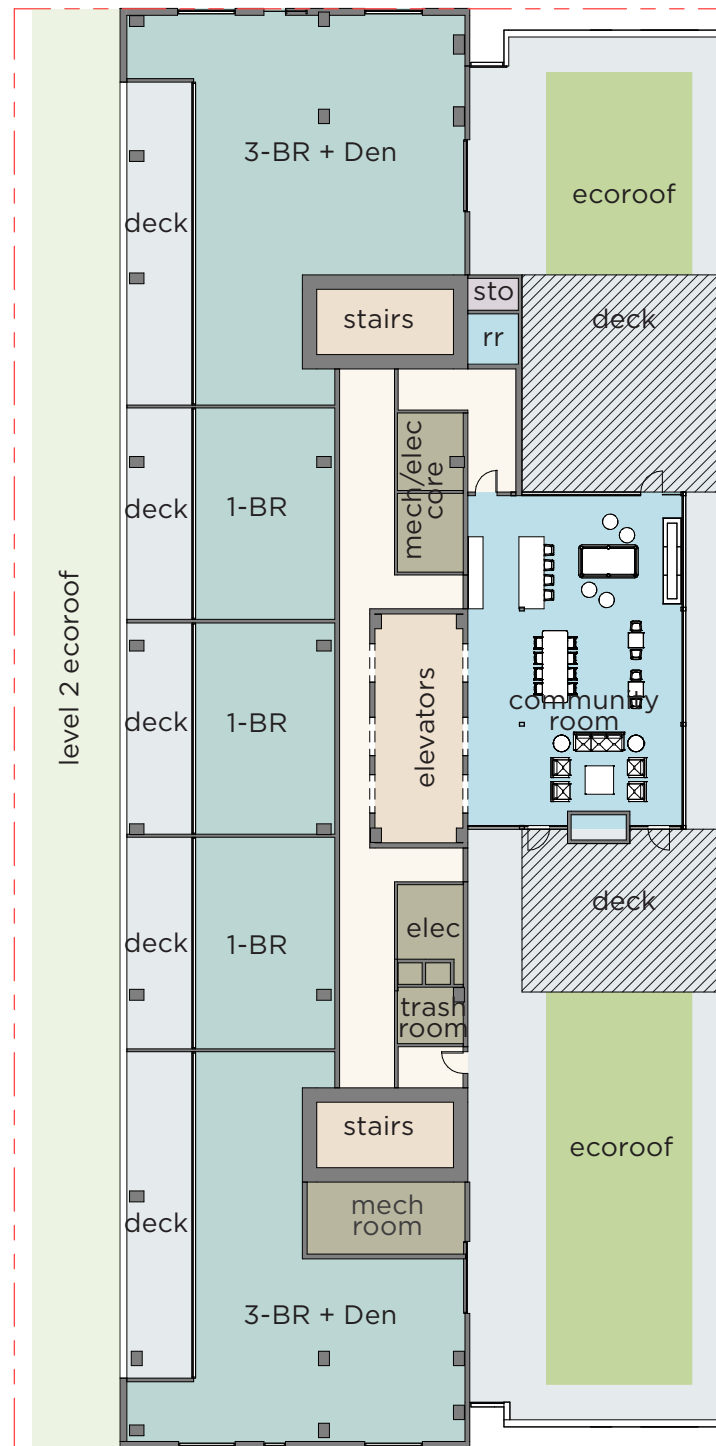 3-BR + Den
ecoroof
deck
sto
stairs
deck
rr
mech/elec
core
deck
1-BR
level 2 ecoroof
deck
1-BR
elevators
community
room
deck
deck
1-BR
elec
trash
room
stairs
ecoroof
mech
room
deck
3-BR + Den